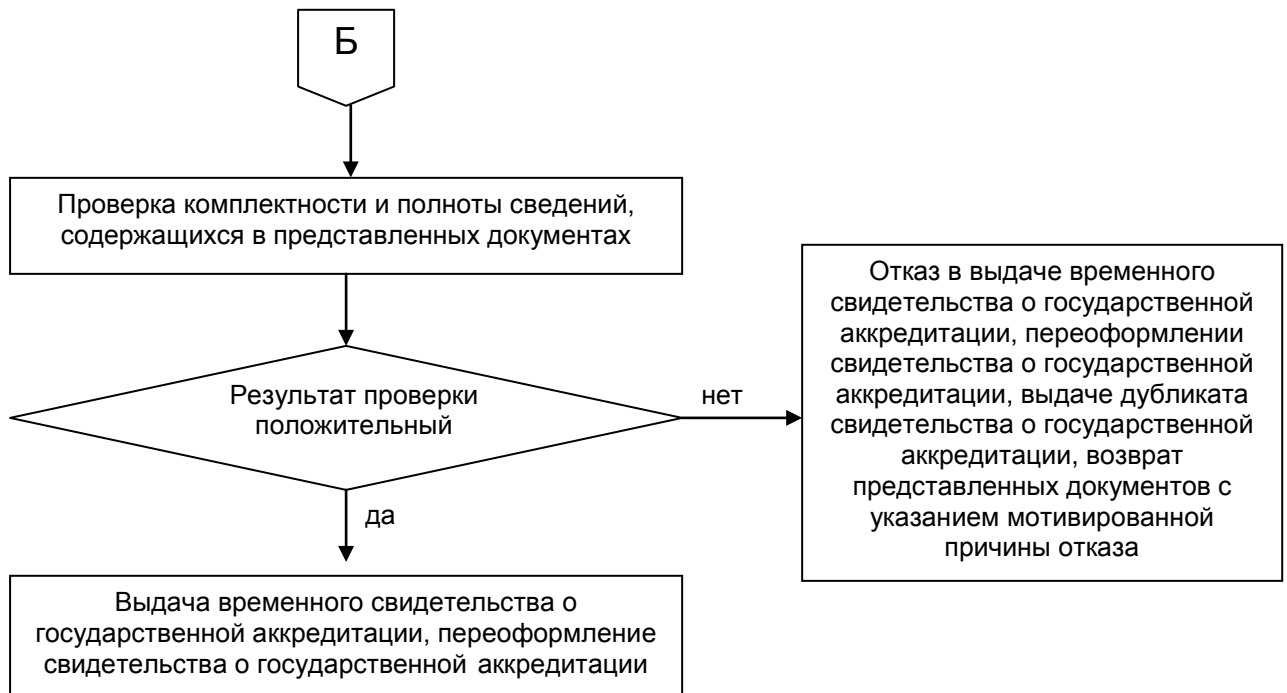 Б
Проверка комплектности и полноты сведений,
содержащихся в представленных документах
Результат проверки
положительный
нет
Отказ в выдаче временного
свидетельства о государственной
аккредитации, переоформлении
свидетельства о государственной
аккредитации, выдаче дубликата
свидетельства о государственной
аккредитации, возврат
представленных документов с
указанием мотивированной
причины отказа
да
Выдача временного свидетельства о
государственной аккредитации, переоформление
свидетельства о государственной аккредитации